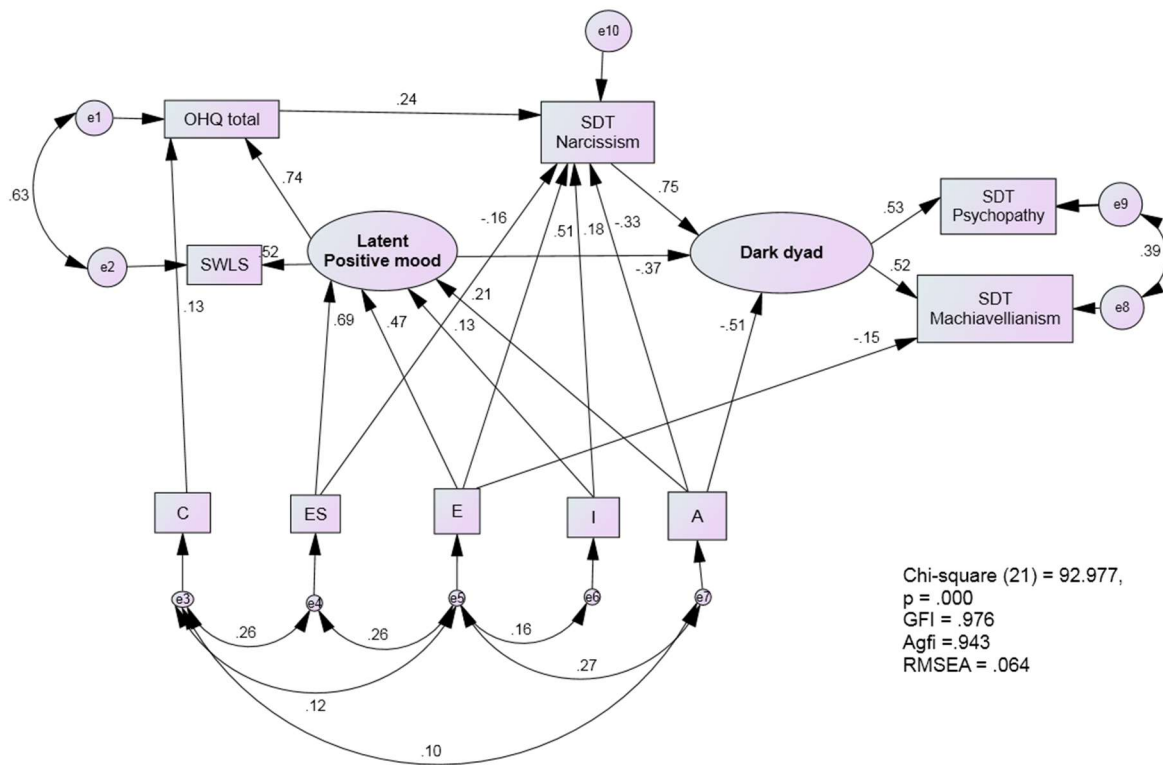 e10
e1
OHQ total
.24
SDT
Narcissism
.63
.74
-.16
.51
.18
-.33
.75
.53
SDT
Psychopathy
e9
e2
SWLS
.52
Latent
Positive mood
Dark dyad
-.37
.52
.39
SDT
Machiavellianism
e8
.13
.69
.47
.13
.21
-.51
-.15
C
ES
E
I
A
e3
e4
e5
e6
e7
.26
.26
.16
.27
.12
.10
Chi-square (21) = 92.977,
p = .000
GFI = .976
Agfi =.943
RMSEA = .064